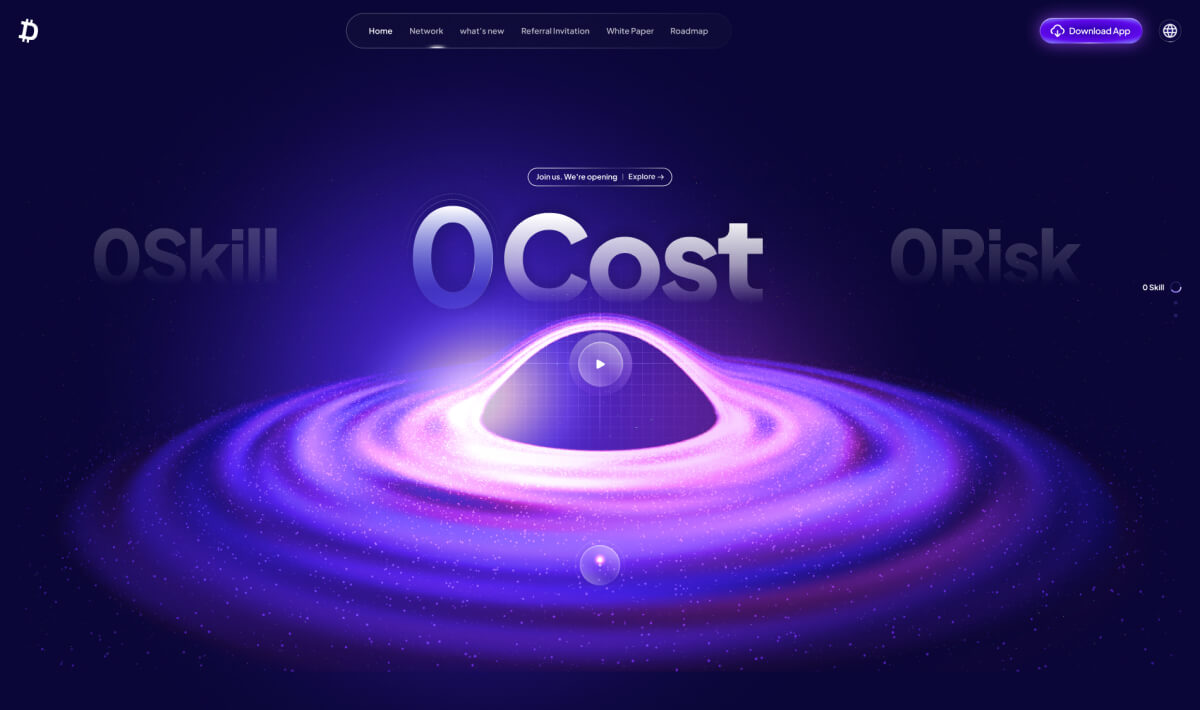 Home Network what's new Referral Invitation White Paper Roadmap
Download App
Join us. We're opening | Explore →
0Skill
0Cost
0Risk
0 Skill